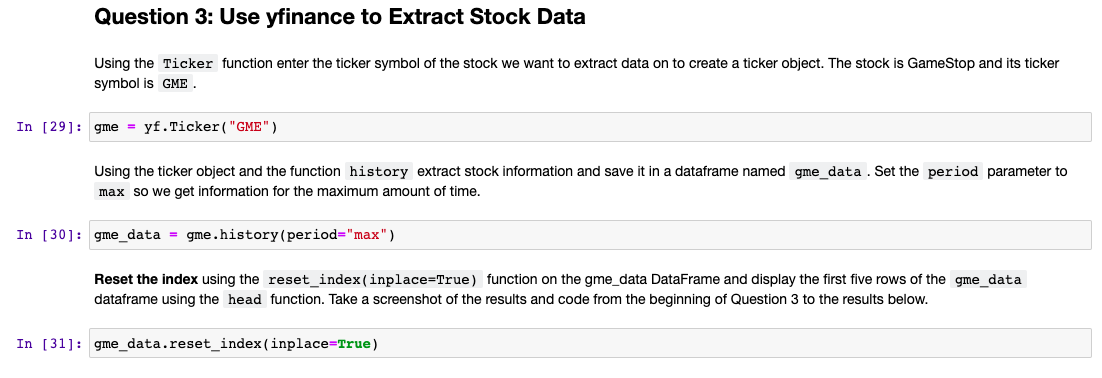 Question 3: Use yfinance to Extract Stock Data
Using the Ticker function enter the ticker symbol of the stock we want to extract data on to create a ticker object. The stock is GameStop and its ticker
symbol is GME .
In [29]: gme = yf.Ticker("GME")
Using the ticker object and the function history extract stock information and save it in a dataframe named gme_data . Set the period parameter to
max so we get information for the maximum amount of time.
In [30]: gme_data = gme.history(period="max")
Reset the index using the reset_index(inplace=True) function on the gme_data DataFrame and display the first five rows of the gme_data
dataframe using the head function. Take a screenshot of the results and code from the beginning of Question 3 to the results below.
In [31]: gme_data.reset_index(inplace=True)